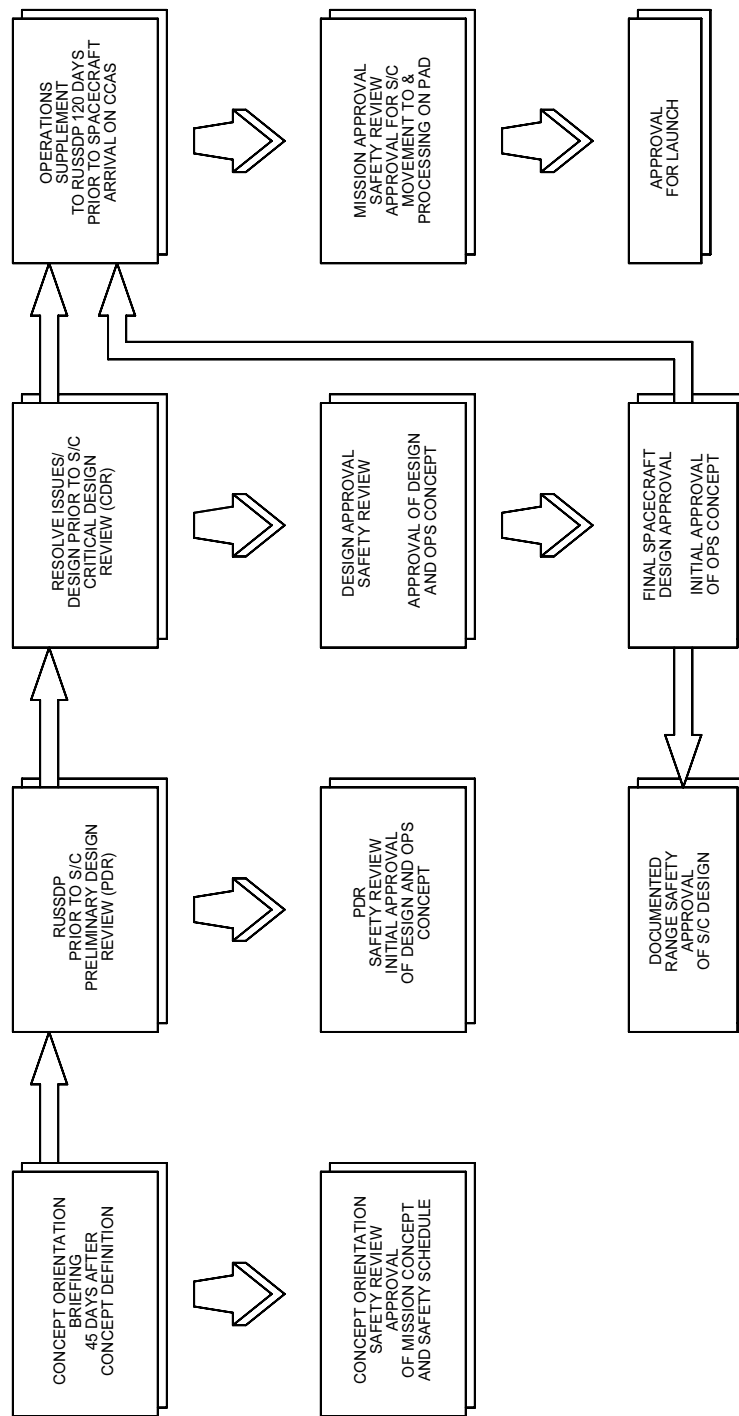 CONCEPT ORIENTATION
BRIEFING
45 DAYS AFTER
CONCEPT DEFINITION
RUSSDP
PRIOR TO S/C
PRELIMINARY DESIGN
REVIEW (PDR)
RESOLVE ISSUES/
DESIGN PRIOR TO S/C
CRITICAL DESIGN
REVIEW (CDR)
OPERATIONS
SUPPLEMENT
TO RUSSDP 120 DAYS
PRIOR TO SPACECRAFT
ARRIVAL ON CCAS
CONCEPT ORIENTATION
SAFETY REVIEW
APPROVAL
OF MISSION CONCEPT
AND SAFETY SCHEDULE
PDR
SAFETY REVIEW
INITIAL APPROVAL
OF DESIGN AND OPS
CONCEPT
DESIGN APPROVAL
SAFETY REVIEW
APPROVAL OF DESIGN
AND OPS CONCEPT
MISSION APPROVAL
SAFETY REVIEW
APPROVAL FOR S/C
MOVEMENT TO &
PROCESSING ON PAD
DOCUMENTED
RANGE SAFETY
APPROVAL
OF S/C DESIGN
FINAL SPACECRAFT
DESIGN APPROVAL
INITIAL APPROVAL
OF OPS CONCEPT
APPROVAL
FOR LAUNCH